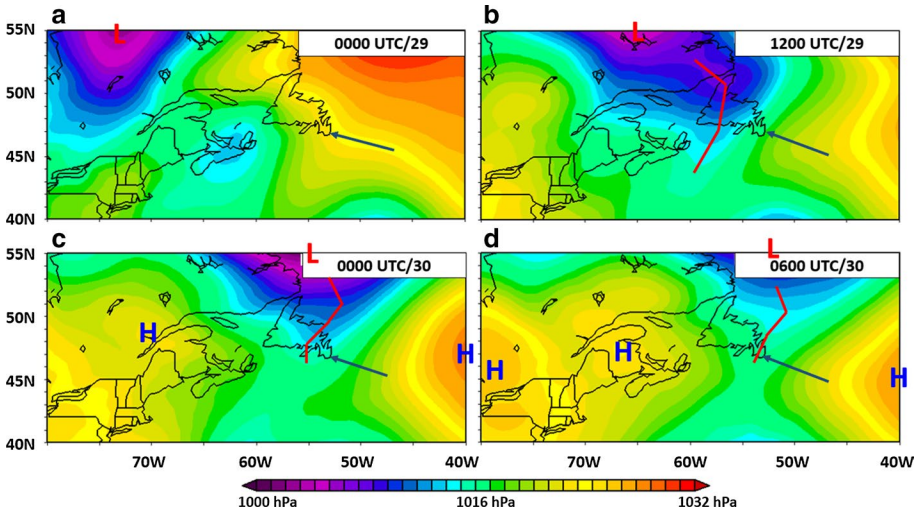 a
b
55N
L
0000 UTC/29
L
1200 UTC/29
50N
45N
40N
c
d
55N
L
0000 UTC/30
L
0600 UTC/30
50N
H
H
H
H
H
45N
40N
70W
60W
50W
40W
70W
60W
50W
40W
1000 hPa
1016 hPa
1032 hPa